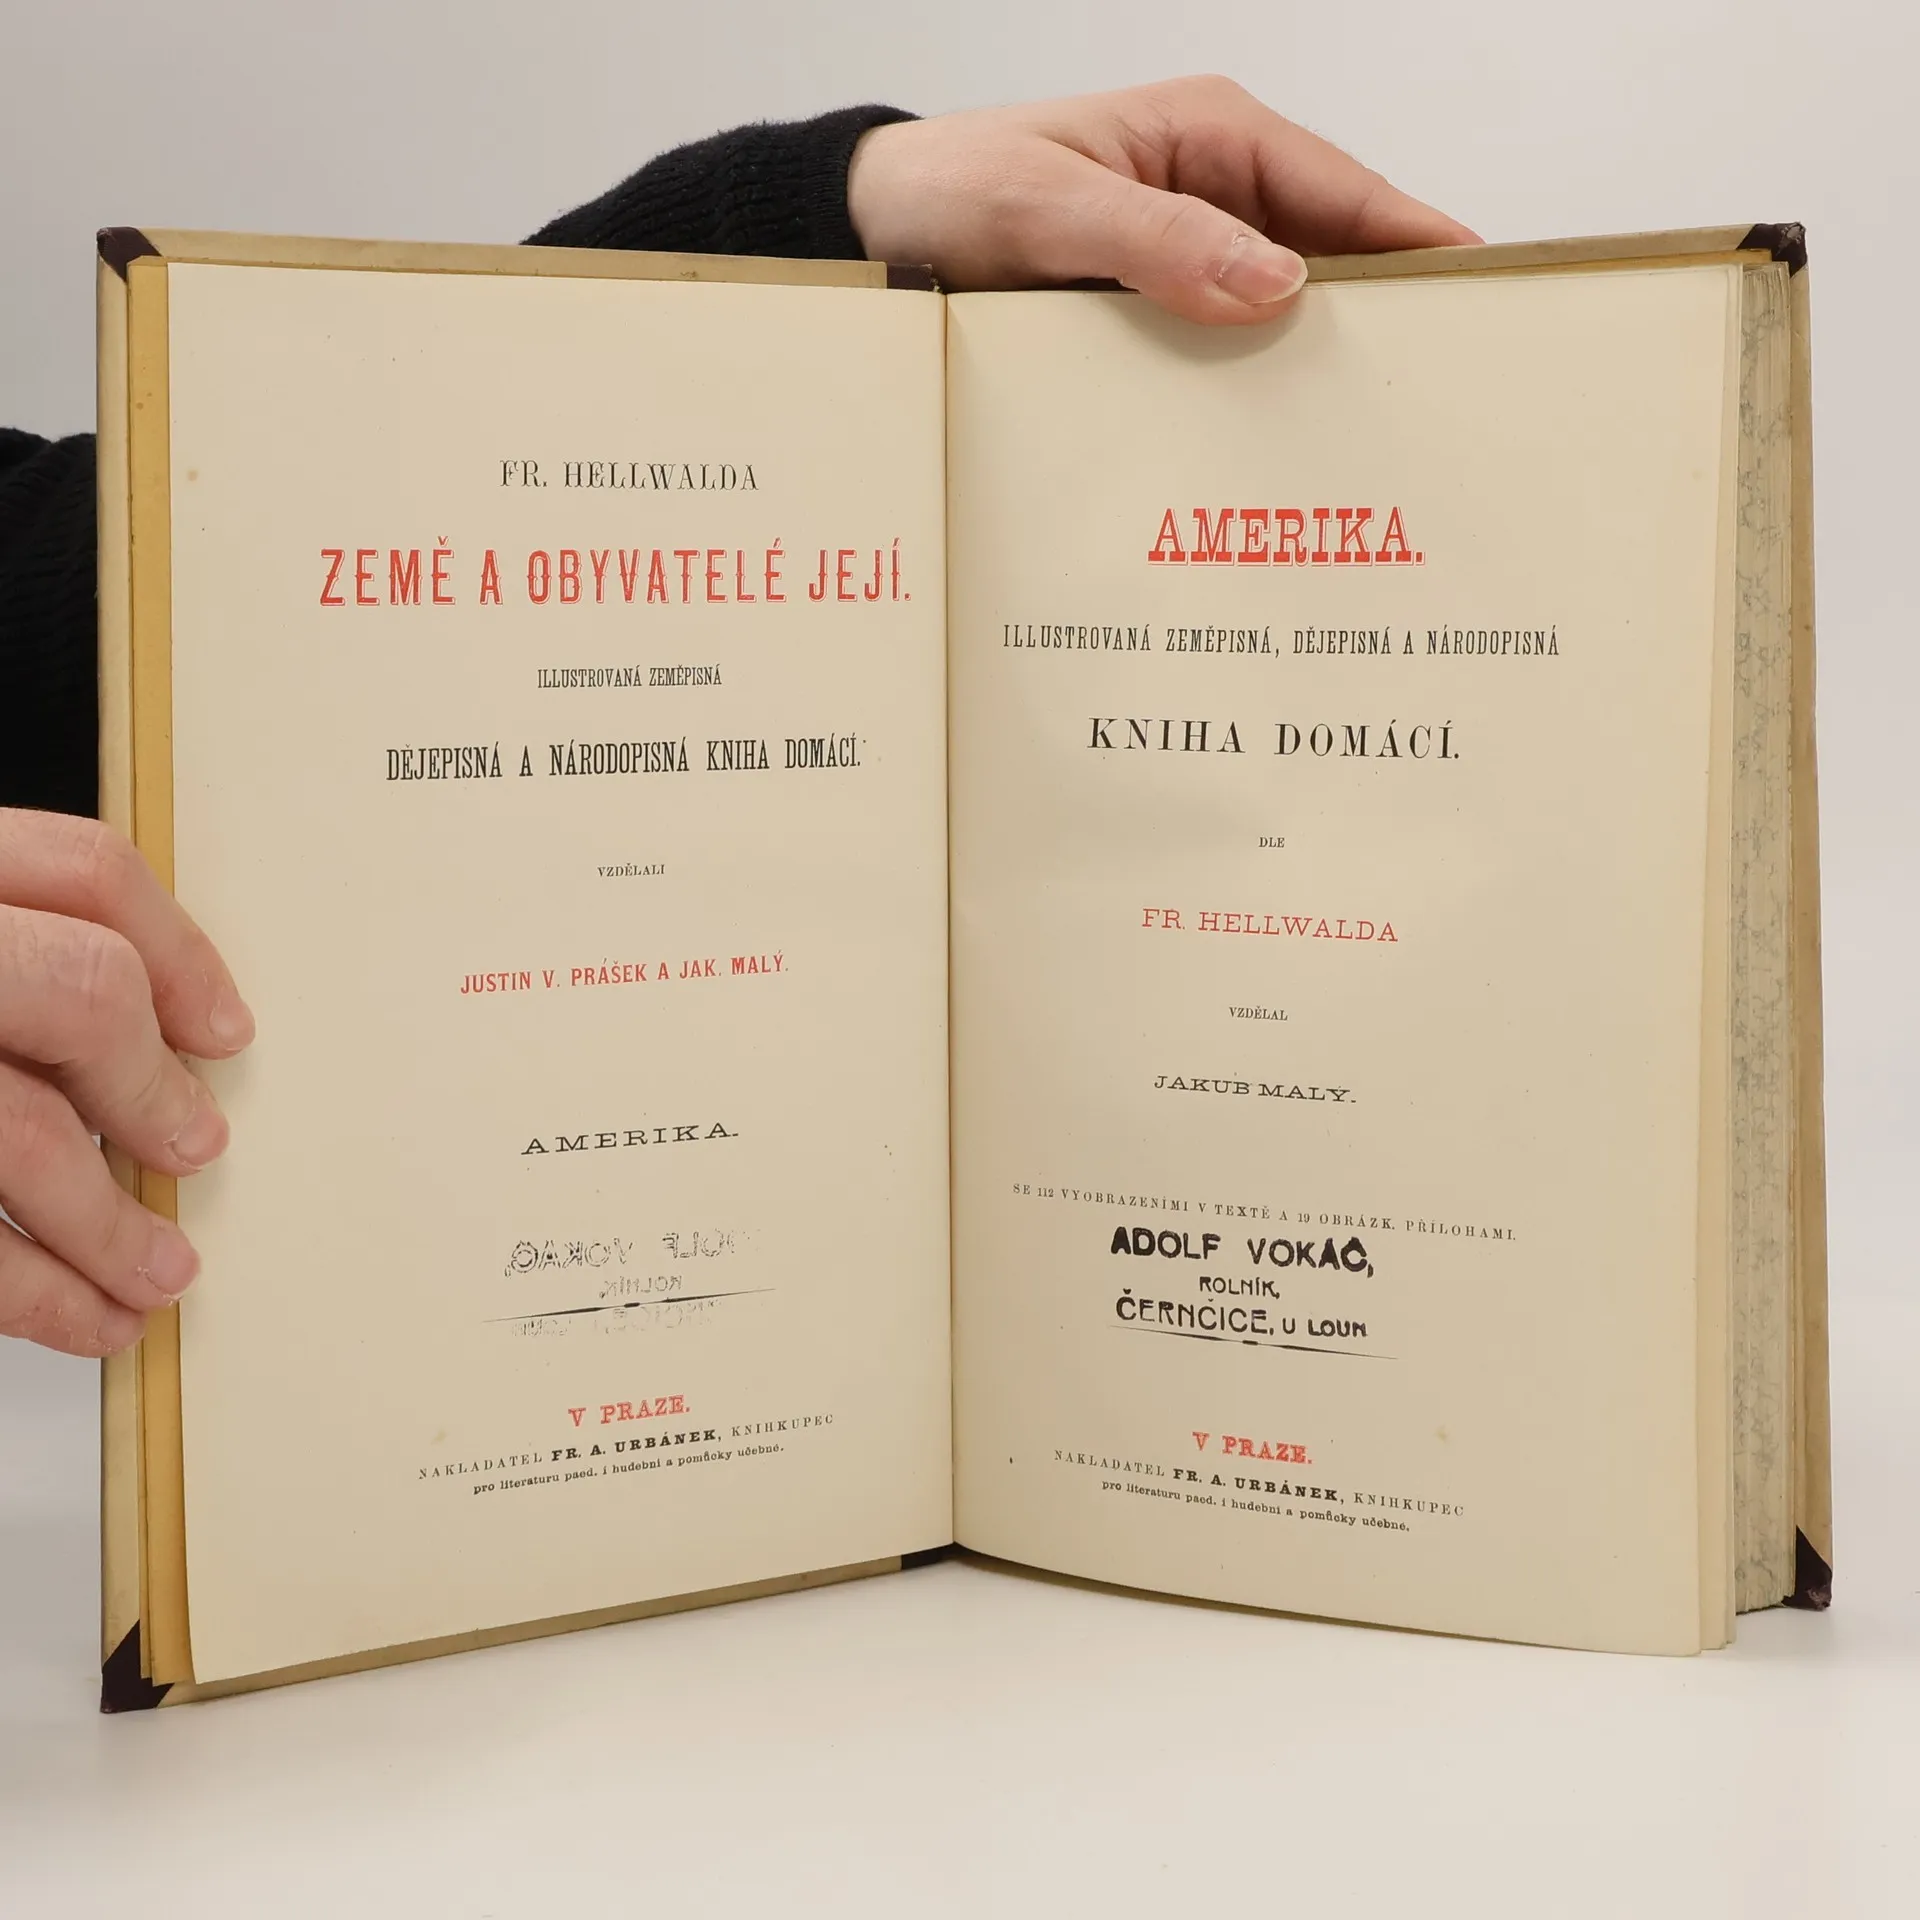 FR. HELLWALDA
ZEMĚ A OBYVATELÉ JEJÍ.
ILLUSTROVANÁ ZEMĚPISNÁ
DĚJEPISNÁ A NÁRODOPISNÁ KNIHA DOMÁCÍ.
VZDĚLALI
JUSTIN V. PRÁŠEK A JAK. MALÝ.
AMERIKA.
V PRAZE.
NAKLADATEL FR. A. URBÁNEK, KNIHKUPEC
pro literaturu paed. i hudební a pomůcky učebné.
AMERIKA.
ILLUSTROVANÁ ZEMĚPISNÁ, DĚJEPISNÁ A NÁRODOPISNÁ
KNIHA DOMÁCÍ.
DLE
FR. HELLWALDA
VZDĚLAL
JAKUB MALÝ.
SE 112 VYOBRAZENÍMI V TEXTĚ A 19 OBRÁZK. PŘÍLOHAMI.
ADOLF VOKÁČ,
ROLNÍK,
ČERNČICE, U LOUN
V PRAZE.
NAKLADATEL FR. A. URBÁNEK, KNIHKUPEC
pro literaturu paed. i hudební a pomůcky učebné.